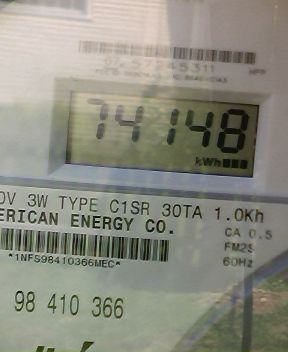 74148
kWh
0V 3W TYPE C1SR 30TA 1.0Kh
ERICAN ENERGY CO.
CA 0.5
FM2S
60Hz
*1NFS98410366MEC*
98 410 366